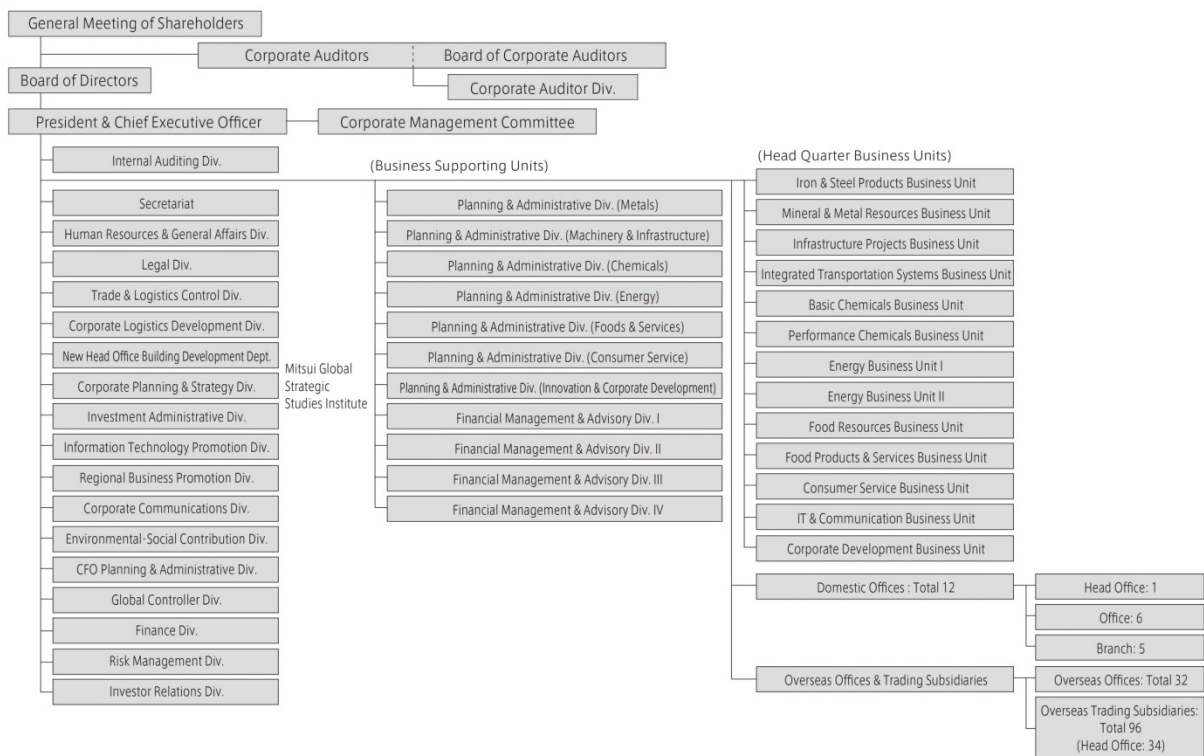 General Meeting of Shareholders
Corporate Auditors
Board of Corporate Auditors
Board of Directors
Corporate Auditor Div.
President & Chief Executive Officer
Corporate Management Committee
Internal Auditing Div.
Secretariat
Human Resources & General Affairs Div.
Legal Div.
Trade & Logistics Control Div.
Corporate Logistics Development Div.
New Head Office Building Development Dept.
Corporate Planning & Strategy Div.
Investment Administrative Div.
Information Technology Promotion Div.
Regional Business Promotion Div.
Corporate Communications Div.
Environmental·Social Contribution Div.
CFO Planning & Administrative Div.
Global Controller Div.
Finance Div.
Risk Management Div.
Investor Relations Div.
Mitsui Global
Strategic
Studies Institute
(Business Supporting Units)
Planning & Administrative Div. (Metals)
Planning & Administrative Div. (Machinery & Infrastructure)
Planning & Administrative Div. (Chemicals)
Planning & Administrative Div. (Energy)
Planning & Administrative Div. (Foods & Services)
Planning & Administrative Div. (Consumer Service)
Planning & Administrative Div. (Innovation & Corporate Development)
Financial Management & Advisory Div. I
Financial Management & Advisory Div. II
Financial Management & Advisory Div. III
Financial Management & Advisory Div. IV
(Head Quarter Business Units)
Iron & Steel Products Business Unit
Mineral & Metal Resources Business Unit
Infrastructure Projects Business Unit
Integrated Transportation Systems Business Unit
Basic Chemicals Business Unit
Performance Chemicals Business Unit
Energy Business Unit I
Energy Business Unit II
Food Resources Business Unit
Food Products & Services Business Unit
Consumer Service Business Unit
IT & Communication Business Unit
Corporate Development Business Unit
Domestic Offices : Total 12
Head Office: 1
Office: 6
Branch: 5
Overseas Offices & Trading Subsidiaries
Overseas Offices: Total 32
Overseas Trading Subsidiaries:
Total 96
(Head Office: 34)